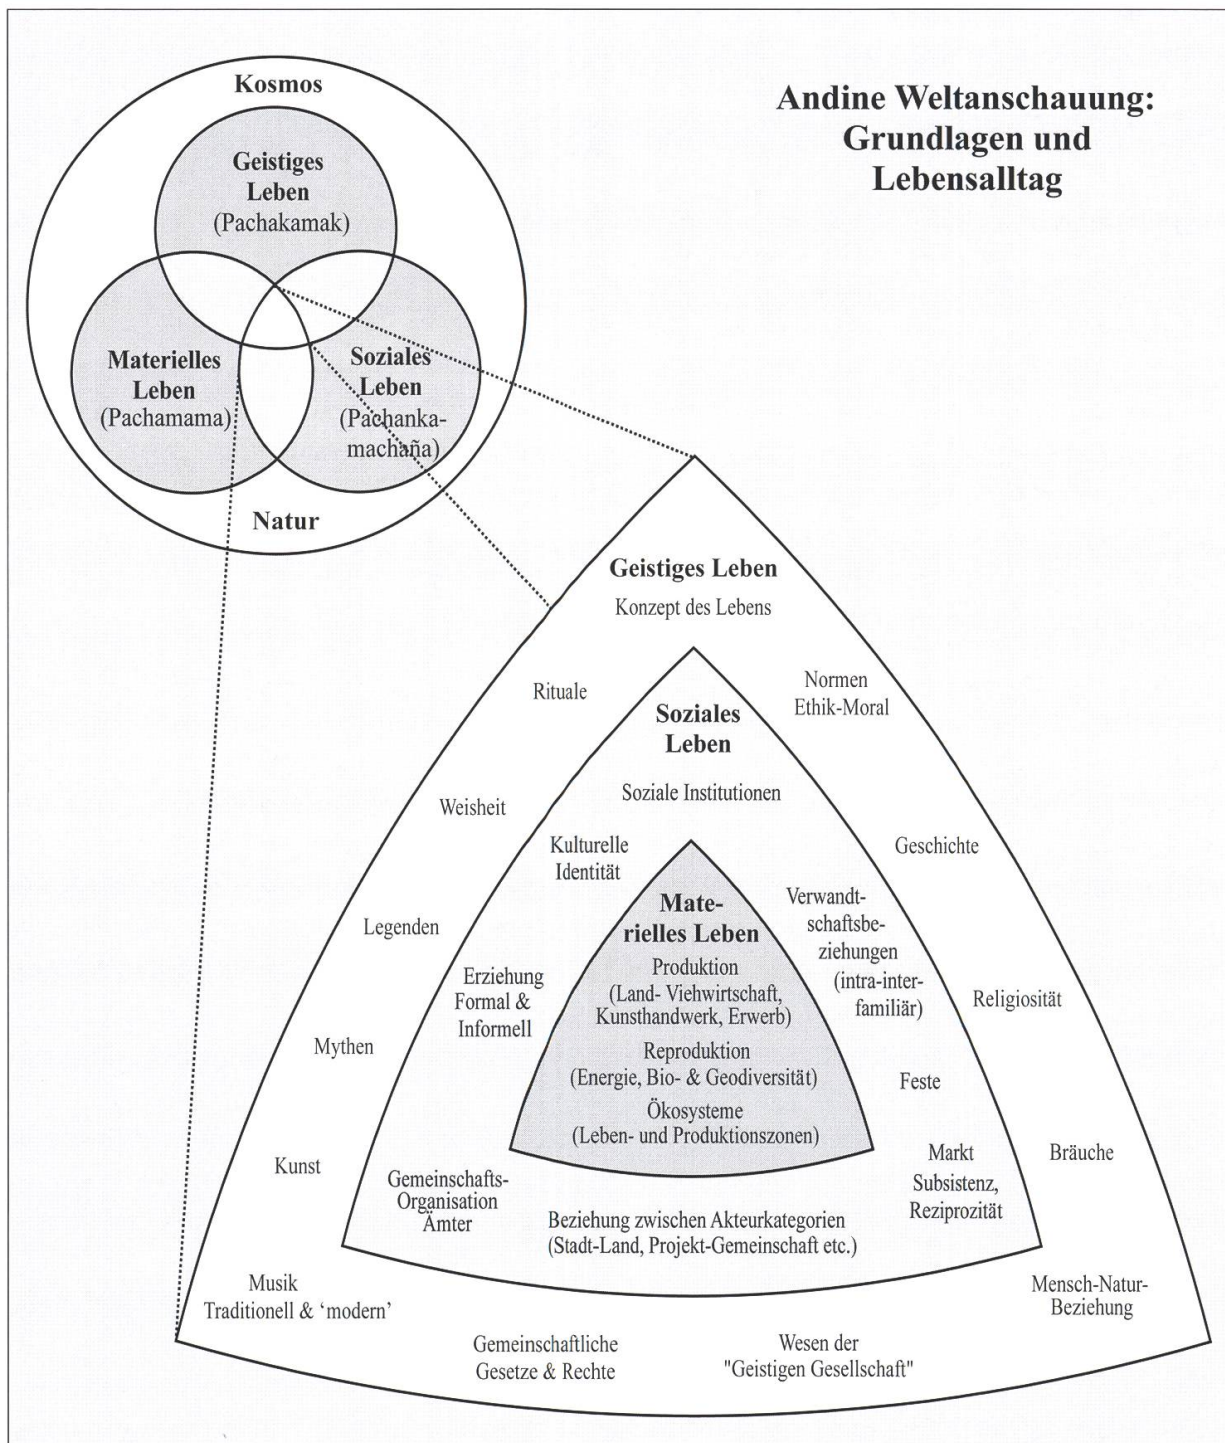 Andine Weltanschauung:
Grundlagen und
Lebensalltag
Kosmos
Geistiges
Leben
(Pachakamak)
Materielles
Leben
(Pachamama)
Soziales
Leben
(Pachanka-
machaña)
Natur
Geistiges Leben
Konzept des Lebens
Rituale
Normen
Ethik-Moral
Weisheit
Geschichte
Legenden
Religiosität
Mythen
Kunst
Bräuche
Musik
Traditionell & ‘modern’
Mensch-Natur-
Beziehung
Gemeinschaftliche
Gesetze & Rechte
Wesen der
"Geistigen Gesellschaft"
Soziales
Leben
Soziale Institutionen
Kulturelle
Identität
Verwandt-
schaftsbe-
ziehungen
(intra-inter-
familiär)
Erziehung
Formal &
Informell
Feste
Gemeinschafts-
Organisation
Ämter
Markt
Subsistenz,
Reziprozität
Beziehung zwischen Akteurkategorien
(Stadt-Land, Projekt-Gemeinschaft etc.)
Mate-
rielles Leben
Produktion
(Land- Viehwirtschaft,
Kunsthandwerk, Erwerb)
Reproduktion
(Energie, Bio- & Geodiversität)
Ökosysteme
(Leben- und Produktionszonen)